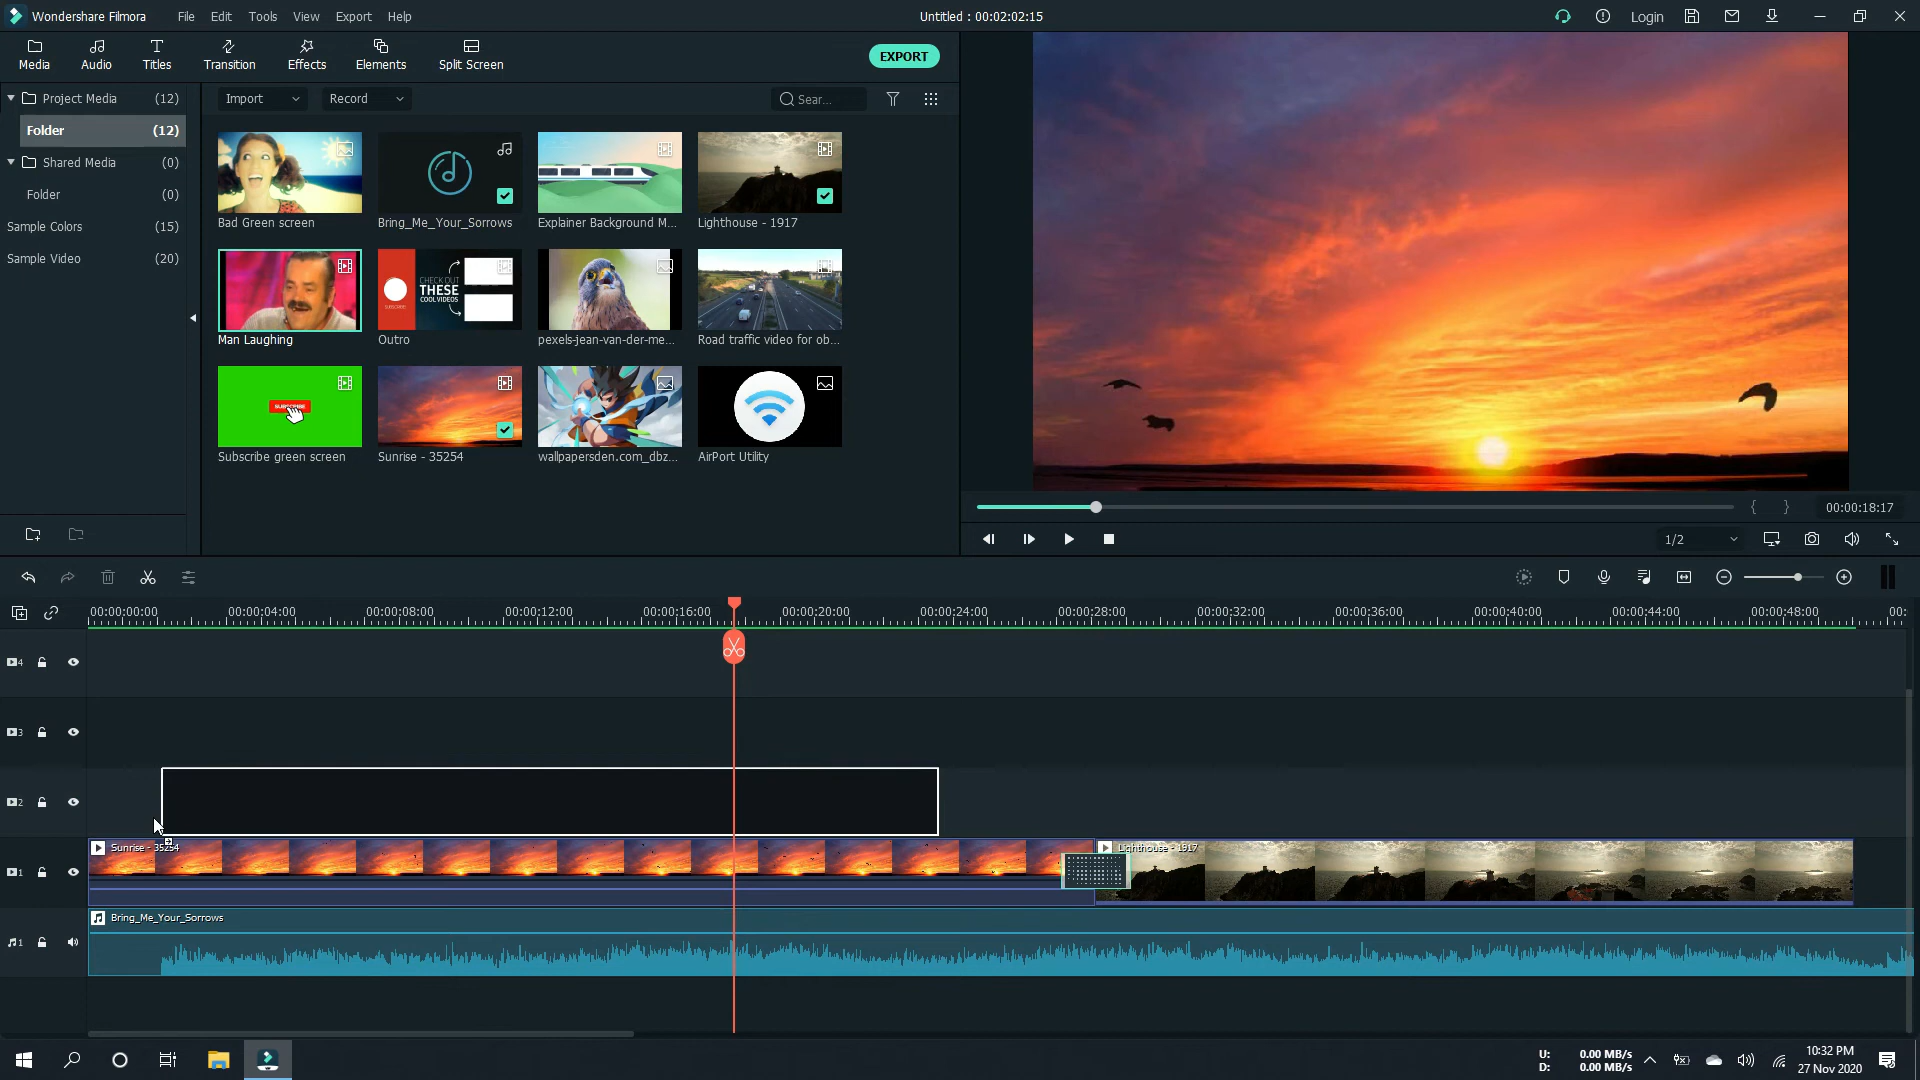 Wondershare Filmora File Edit Tools View Export Help Untitled : 00:02:02:15 Login
Media Audio Titles Transition Effects Elements Split Screen EXPORT
Project Media (12) Import Record Sear...
Folder (12)
Shared Media (0)
Folder (0)
Sample Colors (15)
Sample Video (20)
Bad Green screen Bring_Me_Your_Sorrows Explainer Background M... Lighthouse - 1917
CHECK OUT
THESE
COOL VIDEOS
SUBSCRIBE
Man Laughing Outro pexels-jean-van-der-me... Road traffic video for ob...
SUBSCRIBE
Subscribe green screen Sunrise - 35254 wallpapersden.com_dbz... AirPort Utility
{ } 00:00:18:17
1/2
00:00:00:00 00:00:04:00 00:00:08:00 00:00:12:00 00:00:16:00 00:00:20:00 00:00:24:00 00:00:28:00 00:00:32:00 00:00:36:00 00:00:40:00 00:00:44:00 00:00:48:00 00:
4
3
2
1 Sunrise - 35254 Lighthouse - 1917
1 Bring_Me_Your_Sorrows
U: 0.00 MB/s
D: 0.00 MB/s
10:32 PM
27 Nov 2020